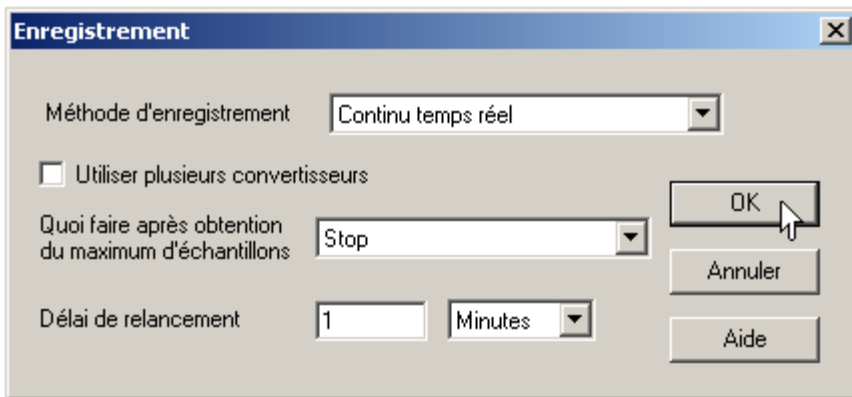 Enregistrement
Méthode d'enregistrement Continu temps réel
Utiliser plusieurs convertisseurs
OK
Quoi faire après obtention
du maximum d'échantillons
Stop
Annuler
Délai de relancement 1 Minutes
Aide